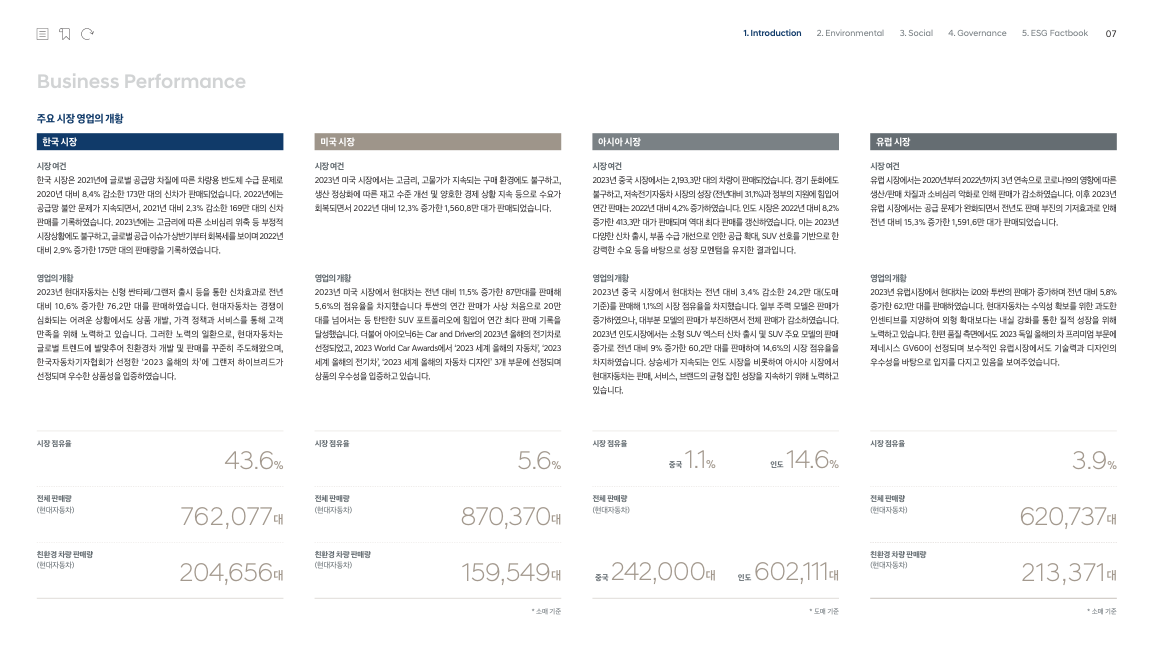 1. Introduction 2. Environmental 3. Social 4. Governance 5. ESG Factbook 07
Business Performance
주요 시장 영업의 개황
한국 시장
시장 여건
한국 시장은 2021년에 글로벌 공급망 차질에 따른 차량용 반도체 수급 문제로
2020년 대비 8.4% 감소한 173만 대의 신차가 판매되었습니다. 2022년에는
공급망 불안 문제가 지속되면서, 2021년 대비 2.3% 감소한 169만 대의 신차
판매를 기록하였습니다. 2023년에는 고금리에 따른 소비심리 위축 등 부정적
시장상황에도 불구하고, 글로벌 공급 이슈가 상반기부터 회복세를 보이며 2022년
대비 2.9% 증가한 175만 대의 판매량을 기록하였습니다.
영업의 개황
2023년 현대자동차는 신형 싼타페/그랜저 출시 등을 통한 신차효과로 전년
대비 10.6% 증가한 76.2만 대를 판매하였습니다. 현대자동차는 경쟁이
심화되는 어려운 상황에서도 상품 개발, 가격 정책과 서비스를 통해 고객
만족을 위해 노력하고 있습니다. 그러한 노력의 일환으로, 현대자동차는
글로벌 트렌드에 발맞추어 친환경차 개발 및 판매를 꾸준히 주도해왔으며,
한국자동차기자협회가 선정한 '2023 올해의 차'에 그랜저 하이브리드가
선정되며 우수한 상품성을 입증하였습니다.
시장 점유율
43.6%
전체 판매량
(현대자동차)
762,077대
친환경 차량 판매량
(현대자동차)
204,656대
미국 시장
시장 여건
2023년 미국 시장에서는 고금리, 고물가가 지속되는 구매 환경에도 불구하고,
생산 정상화에 따른 재고 수준 개선 및 양호한 경제 상황 지속 등으로 수요가
회복되면서 2022년 대비 12.3% 증가한 1,560.8만 대가 판매되었습니다.
영업의 개황
2023년 미국 시장에서 현대차는 전년 대비 11.5% 증가한 87만대를 판매해
5.6%의 점유율을 차지했습니다 투싼의 연간 판매가 사상 처음으로 20만
대를 넘어서는 등 탄탄한 SUV 포트폴리오에 힘입어 연간 최다 판매 기록을
달성했습니다. 더불어 아이오닉6는 Car and Driver의 2023년 올해의 전기차로
선정되었고, 2023 World Car Awards에서 '2023 세계 올해의 자동차', '2023
세계 올해의 전기차', '2023 세계 올해의 자동차 디자인' 3개 부문에 선정되며
상품의 우수성을 입증하고 있습니다.
시장 점유율
5.6%
전체 판매량
(현대자동차)
870,370대
친환경 차량 판매량
(현대자동차)
159,549대
* 소매 기준
아시아 시장
시장 여건
2023년 중국 시장에서는 2,193.3만 대의 차량이 판매되었습니다. 경기 둔화에도
불구하고, 저속전기자동차 시장의 성장 (전년대비 31.1%)과 정부의 지원에 힘입어
연간 판매는 2022년 대비 4.2% 증가하였습니다. 인도 시장은 2022년 대비 8.2%
증가한 413.3만 대가 판매되며 역대 최다 판매를 갱신하였습니다. 이는 2023년
다양한 신차 출시, 부품 수급 개선으로 인한 공급 확대, SUV 선호를 기반으로 한
강력한 수요 등을 바탕으로 성장 모멘텀을 유지한 결과입니다.
영업의 개황
2023년 중국 시장에서 현대차는 전년 대비 3.4% 감소한 24.2만 대(도매
기준)를 판매해 1.1%의 시장 점유율을 차지했습니다. 일부 주력 모델은 판매가
증가하였으나, 대부분 모델의 판매가 부진하면서 전체 판매가 감소하였습니다.
2023년 인도시장에서는 소형 SUV 엑스터 신차 출시 및 SUV 주요 모델의 판매
증가로 전년 대비 9% 증가한 60.2만 대를 판매하여 14.6%의 시장 점유율을
차지하였습니다. 상승세가 지속되는 인도 시장을 비롯하여 아시아 시장에서
현대자동차는 판매, 서비스, 브랜드의 균형 잡힌 성장을 지속하기 위해 노력하고
있습니다.
시장 점유율
중국 1.1% 인도 14.6%
전체 판매량
(현대자동차)
중국 242,000대 인도 602,111대
* 도매 기준
유럽 시장
시장 여건
유럽 시장에서는 2020년부터 2022년까지 3년 연속으로 코로나19의 영향에 따른
생산/판매 차질과 소비심리 악화로 인해 판매가 감소하였습니다. 이후 2023년
유럽 시장에서는 공급 문제가 완화되면서 전년도 판매 부진의 기저효과로 인해
전년 대비 15.3% 증가한 1,591.6만 대가 판매되었습니다.
영업의 개황
2023년 유럽시장에서 현대차는 i20와 투싼의 판매가 증가하며 전년 대비 5.8%
증가한 62.1만 대를 판매하였습니다. 현대자동차는 수익성 확보를 위한 과도한
인센티브를 지양하여 외형 확대보다는 내실 강화를 통한 질적 성장을 위해
노력하고 있습니다. 한편 품질 측면에서도 2023 독일 올해의 차 프리미엄 부문에
제네시스 GV60이 선정되며 보수적인 유럽시장에서도 기술력과 디자인의
우수성을 바탕으로 입지를 다지고 있음을 보여주었습니다.
시장 점유율
3.9%
전체 판매량
(현대자동차)
620,737대
친환경 차량 판매량
(현대자동차)
213,371대
* 소매 기준